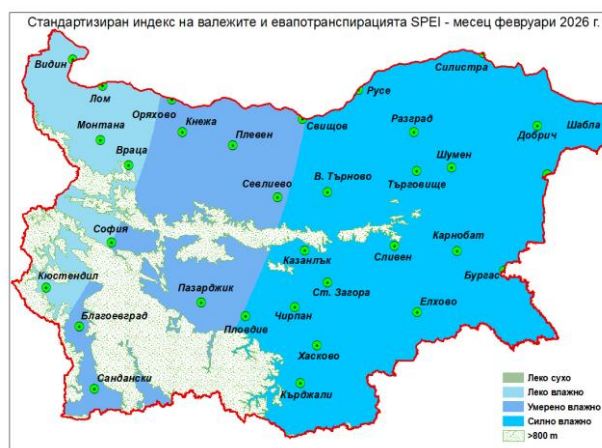 Стандартизиран индекс на валежите и евапотранспирацията SPEI - месец февруари 2026 г.
Видин
Силистра
Лом
Русе
Оряхово
Кнежа
Свищов
Разград
Добрич
Шабла
Монтана
Плевен
Враца
Шумен
Търговище
Севлиево
В. Търново
София
Казанлък
Сливен
Карнобат
Кюстендил
Бургас
Пазарджик
Ст. Загора
Благоевград
Пловдив
Чирпан
Елхово
Хасково
Сандански
Кърджали
Леко сухо
Леко влажно
Умерено влажно
Силно влажно
>800 m